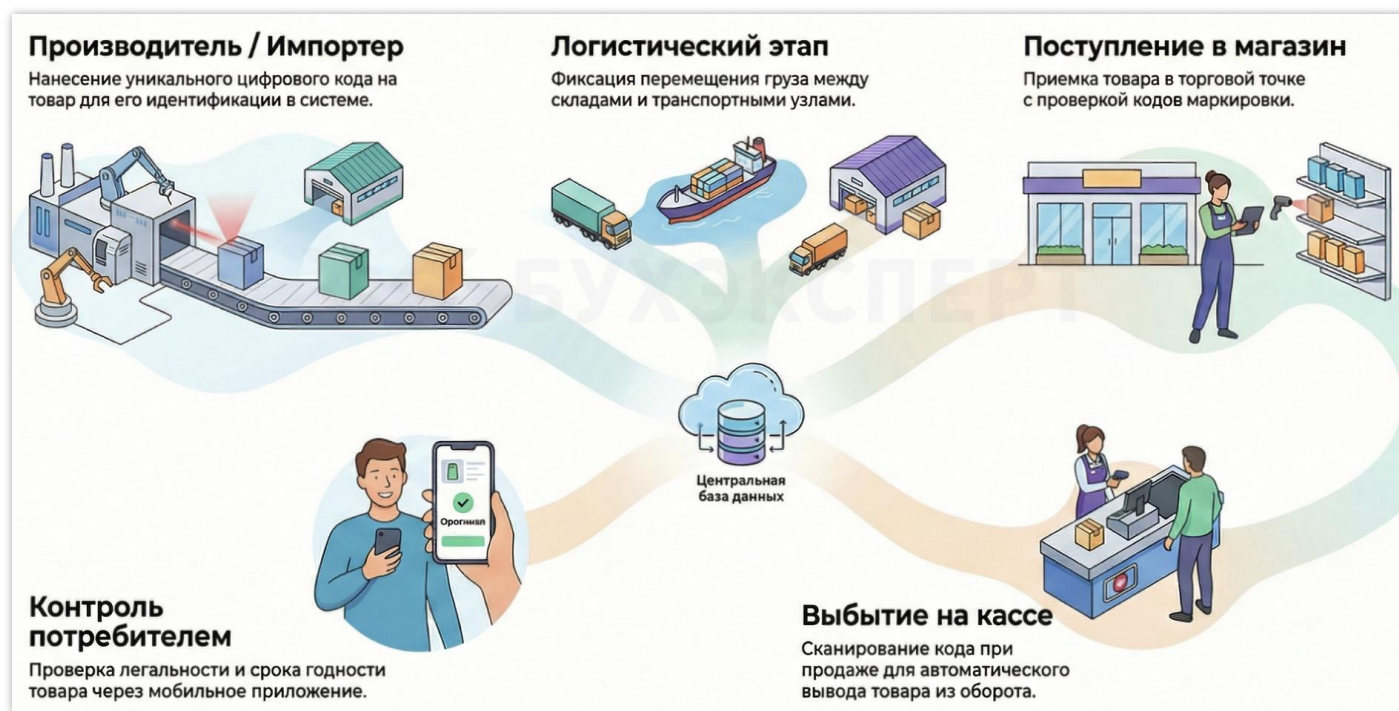 Производитель / Импортер
Нанесение уникального цифрового кода на
товар для его идентификации в системе.
Логистический этап
Фиксация перемещения груза между
складами и транспортными узлами.
Поступление в магазин
Приемка товара в торговой точке
с проверкой кодов маркировки.
БУХЭКСПЕРТ
Центральная
база данных
Орогинял
Контроль
потребителем
Проверка легальности и срока годности
товара через мобильное приложение.
Выбытие на кассе
Сканирование кода при
продаже для автоматического
вывода товара из оборота.